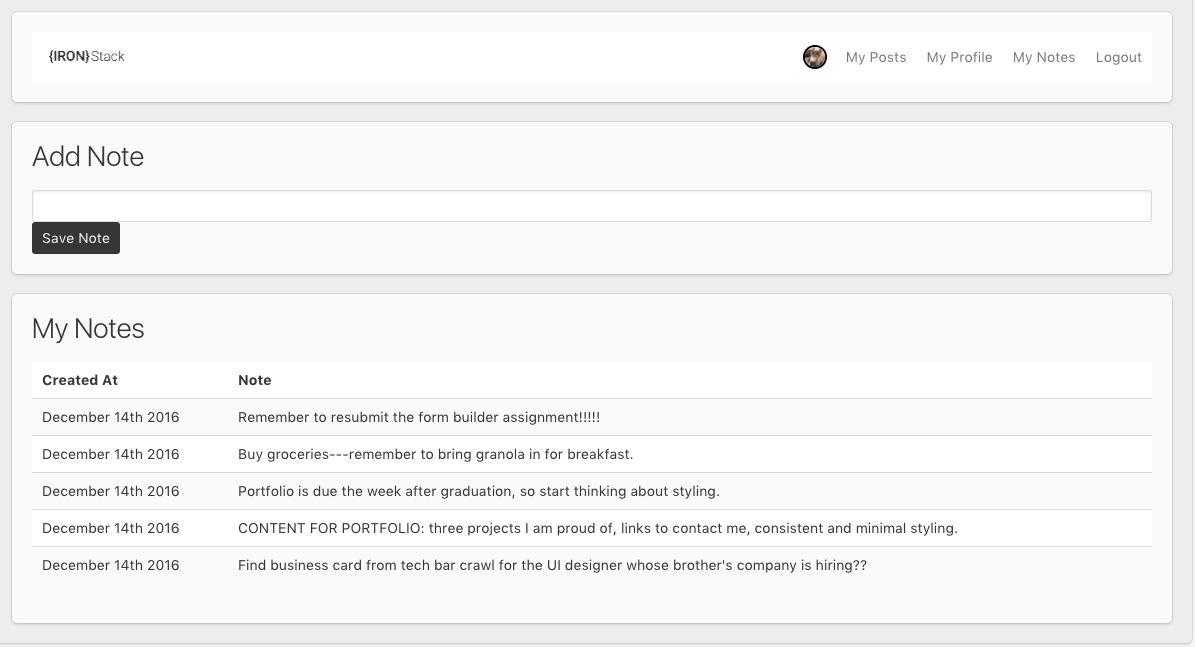 {IRON}Stack
My Posts
My Profile
My Notes
Logout
Add Note
Save Note
My Notes
Created At Note
December 14th 2016 Remember to resubmit the form builder assignment!!!!!
December 14th 2016 Buy groceries---remember to bring granola in for breakfast.
December 14th 2016 Portfolio is due the week after graduation, so start thinking about styling.
December 14th 2016 CONTENT FOR PORTFOLIO: three projects I am proud of, links to contact me, consistent and minimal styling.
December 14th 2016 Find business card from tech bar crawl for the UI designer whose brother's company is hiring??